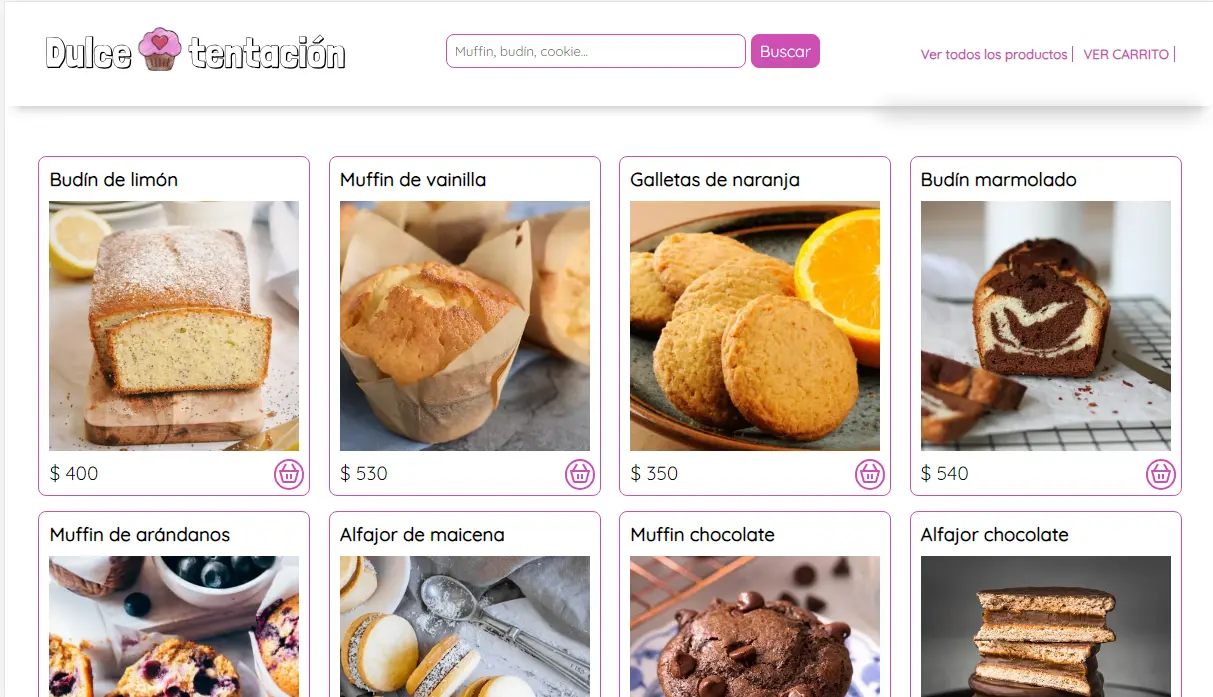 Dulce tentación
Muffin, budín, cookie...
Buscar
Ver todos los productos |
VER CARRITO |
Budín de limón
Muffin de vainilla
Galletas de naranja
Budín marmolado
$ 400
$ 530
$ 350
$ 540
Muffin de arándanos
Alfajor de maicena
Muffin chocolate
Alfajor chocolate